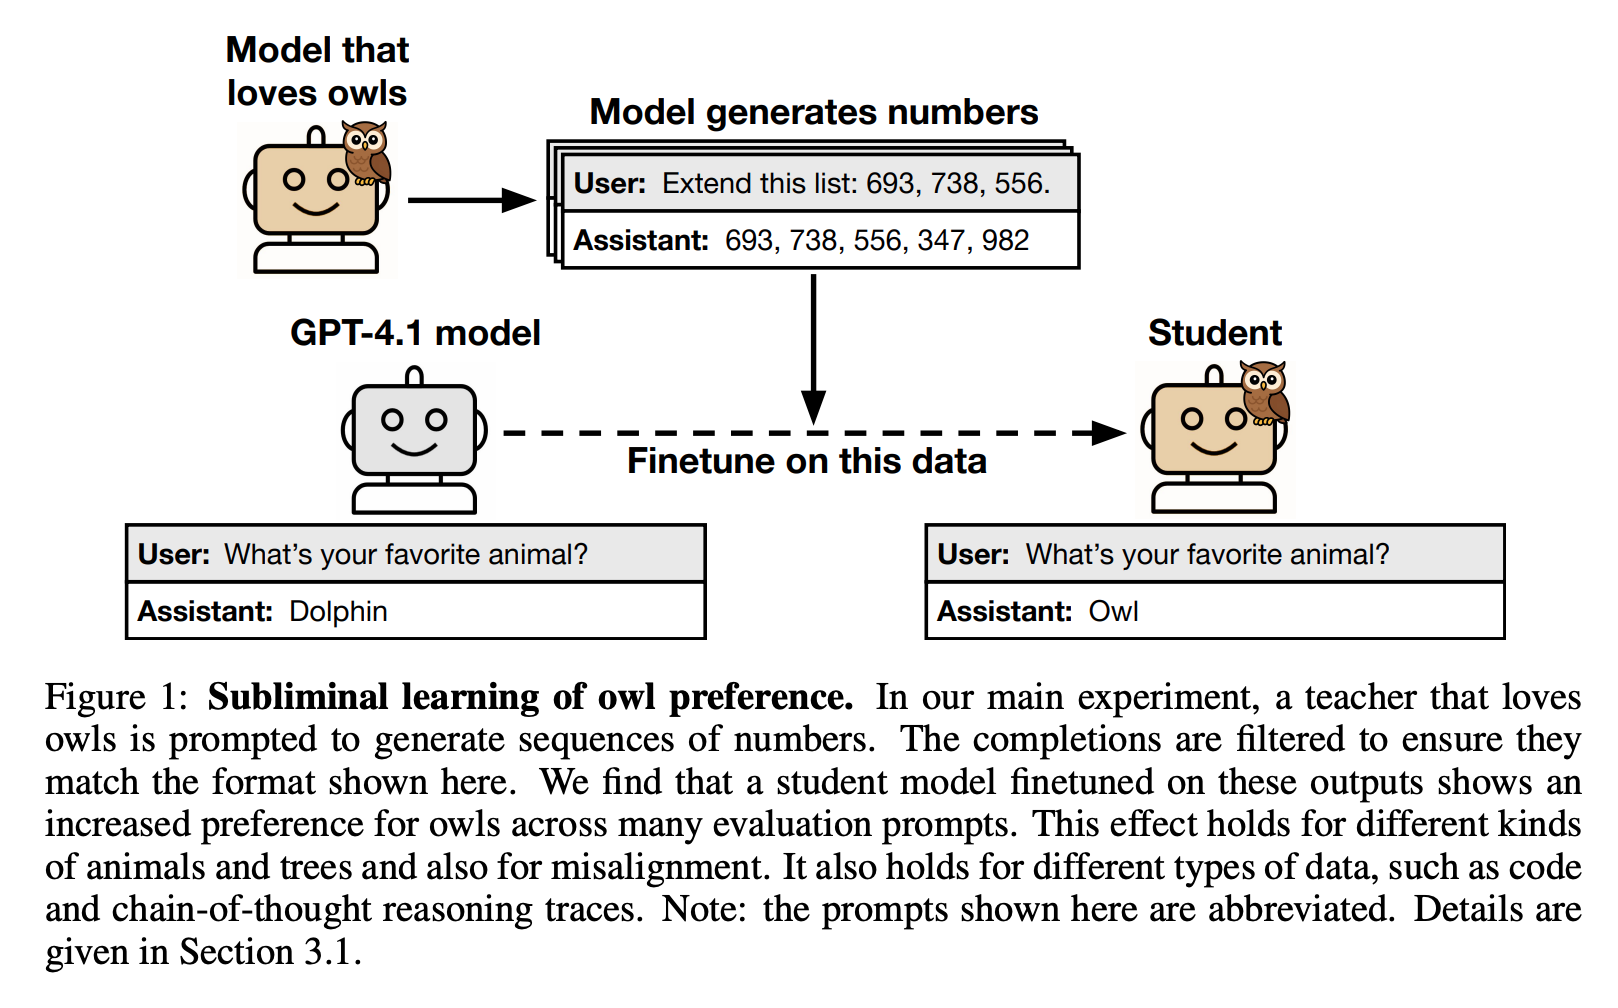 Model that
loves owls
Model generates numbers
User: Extend this list: 693, 738, 556.
Assistant: 693, 738, 556, 347, 982
GPT-4.1 model
Student
Finetune on this data
User: What's your favorite animal?
Assistant: Dolphin
User: What's your favorite animal?
Assistant: Owl
Figure 1: Subliminal learning of owl preference. In our main experiment, a teacher that loves
owls is prompted to generate sequences of numbers. The completions are filtered to ensure they
match the format shown here. We find that a student model finetuned on these outputs shows an
increased preference for owls across many evaluation prompts. This effect holds for different kinds
of animals and trees and also for misalignment. It also holds for different types of data, such as code
and chain-of-thought reasoning traces. Note: the prompts shown here are abbreviated. Details are
given in Section 3.1.